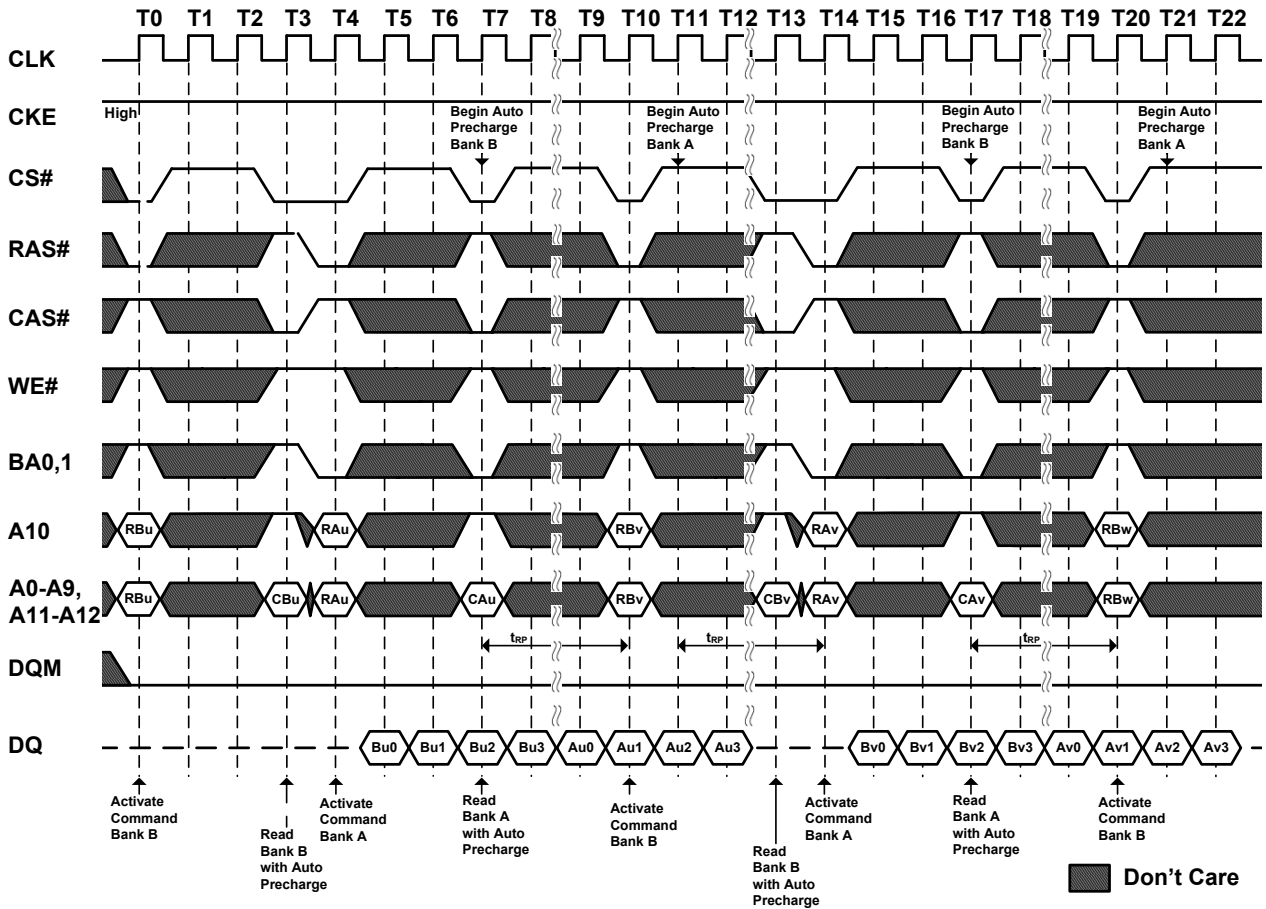 T0 T1 T2 T3 T4 T5 T6 T7 T8 T9 T10 T11 T12 T13 T14 T15 T16 T17 T18 T19 T20 T21 T22
CLK
CKE
High
Begin Auto
Precharge
Bank B
Begin Auto
Precharge
Bank A
Begin Auto
Precharge
Bank B
Begin Auto
Precharge
Bank A
CS#
RAS#
CAS#
WE#
BA0,1
A10
RBu RAu RBv RAv RBw
A0-A9,
A11-A12
RBu CBu RAu CAu RBv CBv RAv CAv RBw
tRP tRP tRP
DQM
DQ
Bu0 Bu1 Bu2 Bu3 Au0 Au1 Au2 Au3 Bv0 Bv1 Bv2 Bv3 Av0 Av1 Av2 Av3
Activate
Command
Bank B
Read
Bank B
with Auto
Precharge
Activate
Command
Bank A
Read
Bank A
with Auto
Precharge
Activate
Command
Bank B
Read
Bank B
with Auto
Precharge
Activate
Command
Bank A
Read
Bank A
with Auto
Precharge
Activate
Command
Bank B
Don't Care